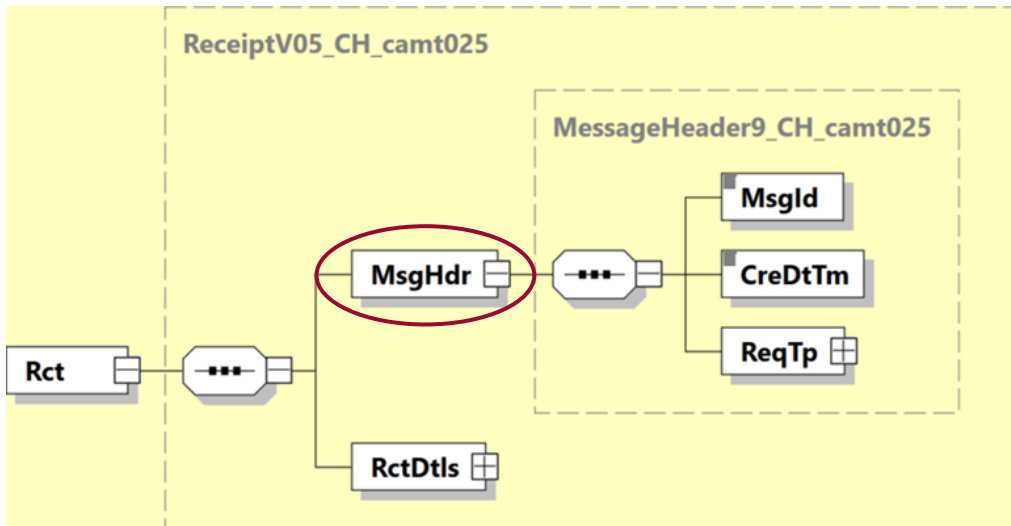 ReceiptV05_CH_camt025
MessageHeader9_CH_camt025
MsgId
MsgHdr
CreDtTm
ReqTp
Rct
RctDtls